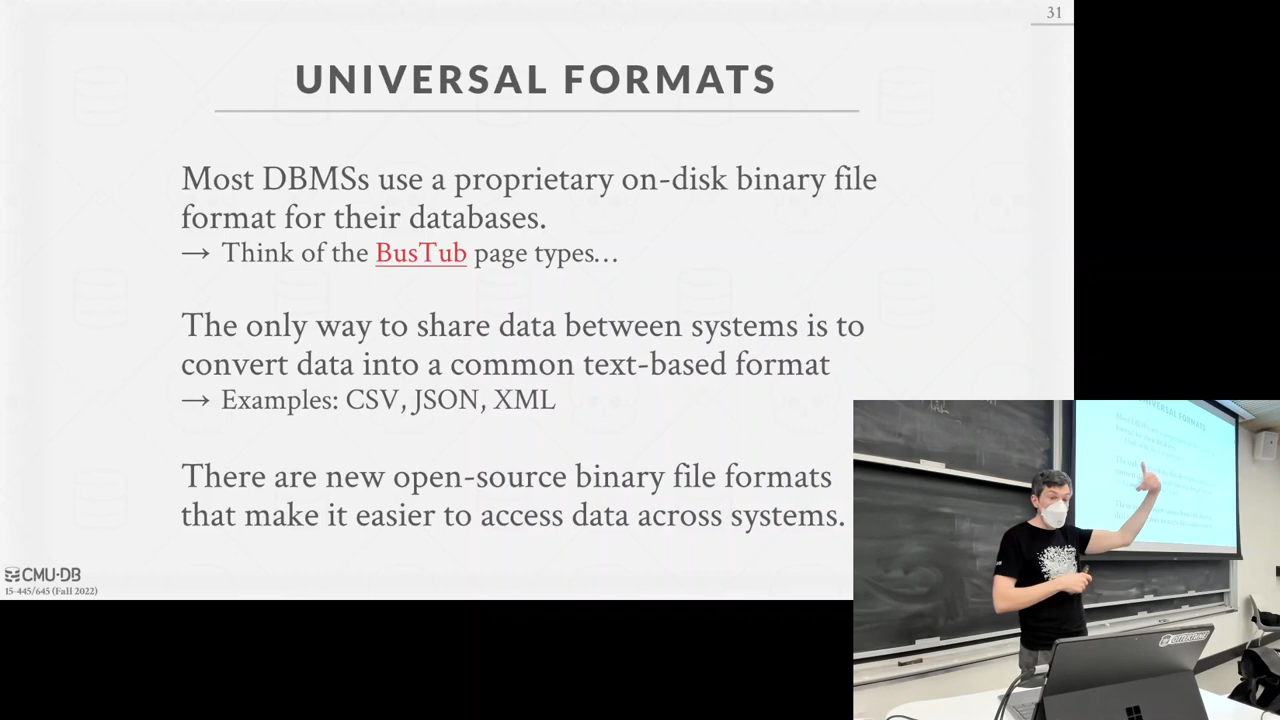 31
UNIVERSAL FORMATS
Most DBMSs use a proprietary on-disk binary file
format for their databases.
→ Think of the BusTub page types...
The only way to share data between systems is to
convert data into a common text-based format
→ Examples: CSV, JSON, XML
There are new open-source binary file formats
that make it easier to access data across systems.
CMU·DB
15-445/645 (Fall 2022)
UNIVERSAL FORMATS